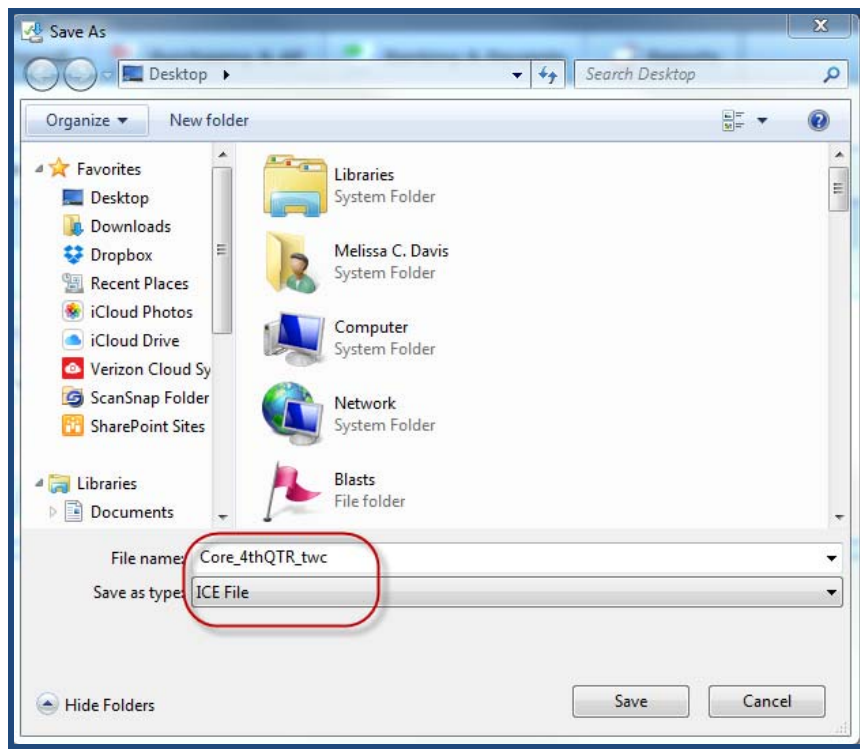 Save As
Desktop
Search Desktop
Organize
New folder
Favorites
Desktop
Downloads
Dropbox
Recent Places
iCloud Photos
iCloud Drive
Verizon Cloud Sy
ScanSnap Folder
SharePoint Sites
Libraries
Documents
Libraries
System Folder
Melissa C. Davis
System Folder
Computer
System Folder
Network
System Folder
Blasts
File folder
File name: Core_4thQTR_twc
Save as type: ICE File
Hide Folders
Save
Cancel